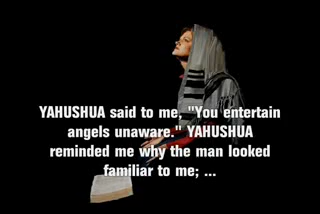 YAHUSHUA said to me, "You entertain
angels unaware." YAHUSHUA
reminded me why the man looked
familiar to me; ...